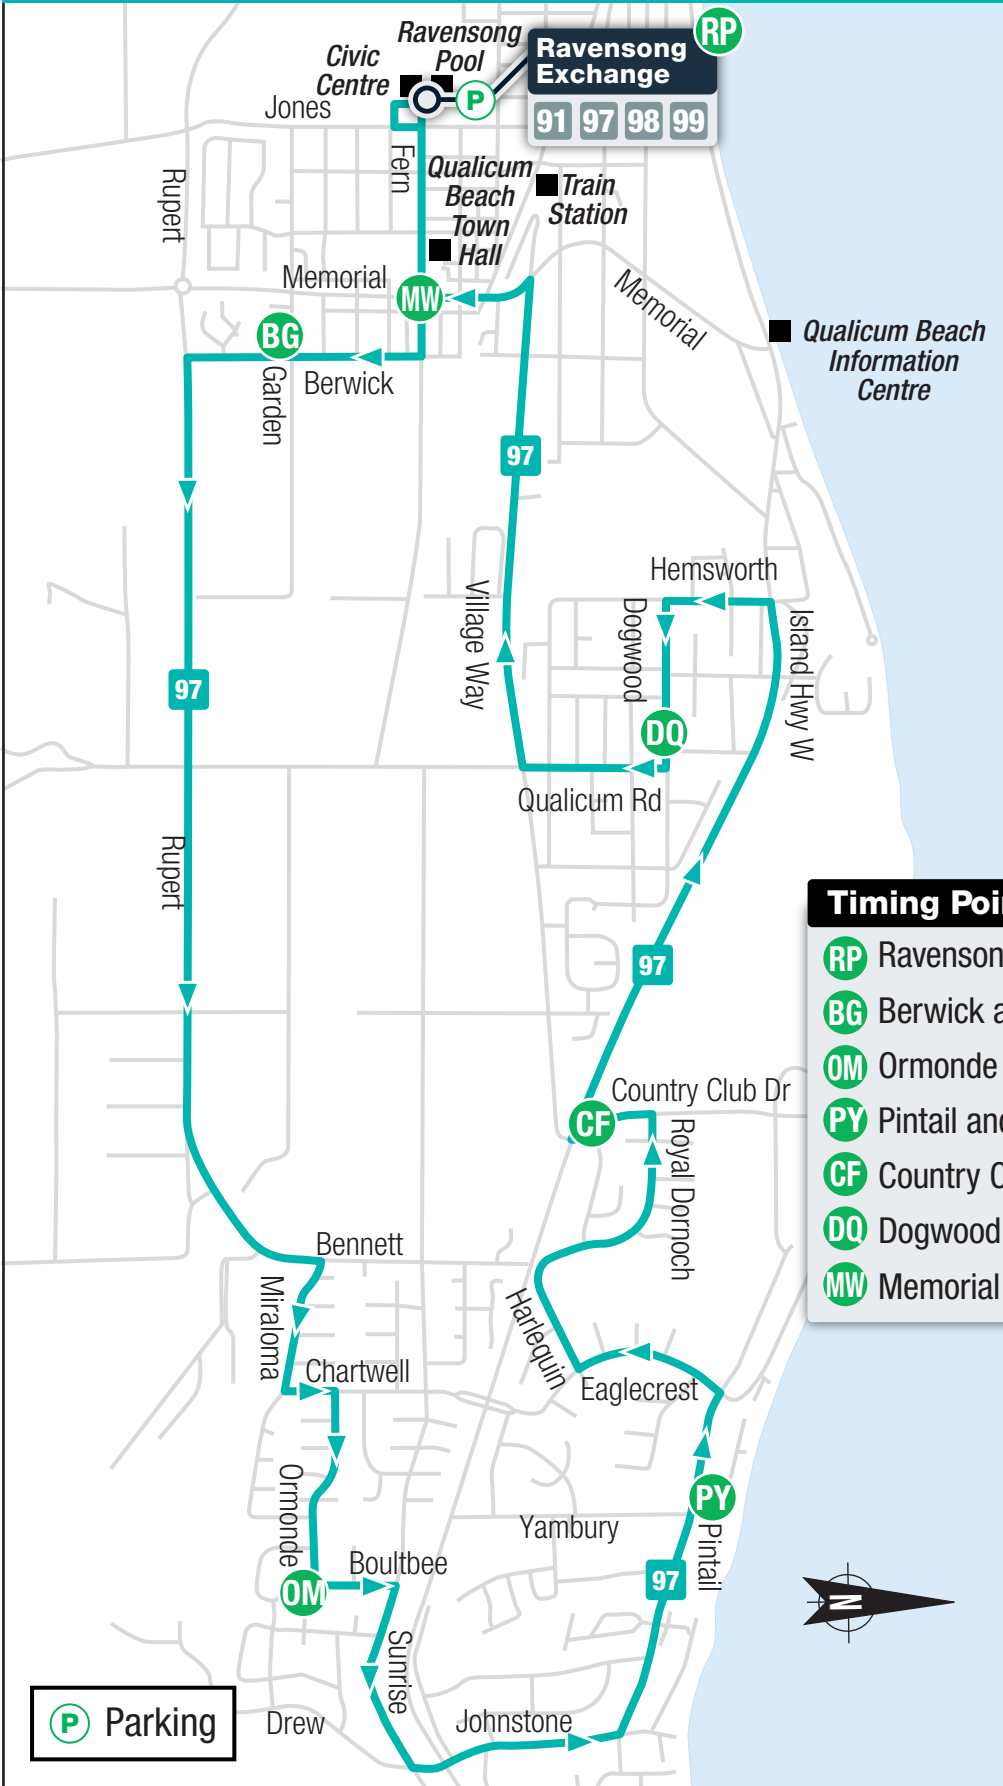 Ravensong
Pool
Civic
Centre
P
Ravensong
Exchange
RP
91 97 98 99
Jones
Fern
Rupert
Qualicum
Beach
Town
Hall
Train
Station
Memorial
MW
Memorial
BG
Garden
Berwick
Qualicum Beach
Information
Centre
97
Hemsworth
Village Way
Dogwood
Island Hwy W
97
DQ
Qualicum Rd
Rupert
97
Timing Poi
RP Ravenson
BG Berwick a
OM Ormonde
PY Pintail and
CF Country C
DQ Dogwood
MW Memorial
Country Club Dr
CF
Royal Dornoch
Bennett
Miraloma
Harlequin
Chartwell
Eaglecrest
Ormonde
PY
Pintail
Yambury
Boultbee
97
OM
N
Sunrise
P Parking
Drew
Johnstone